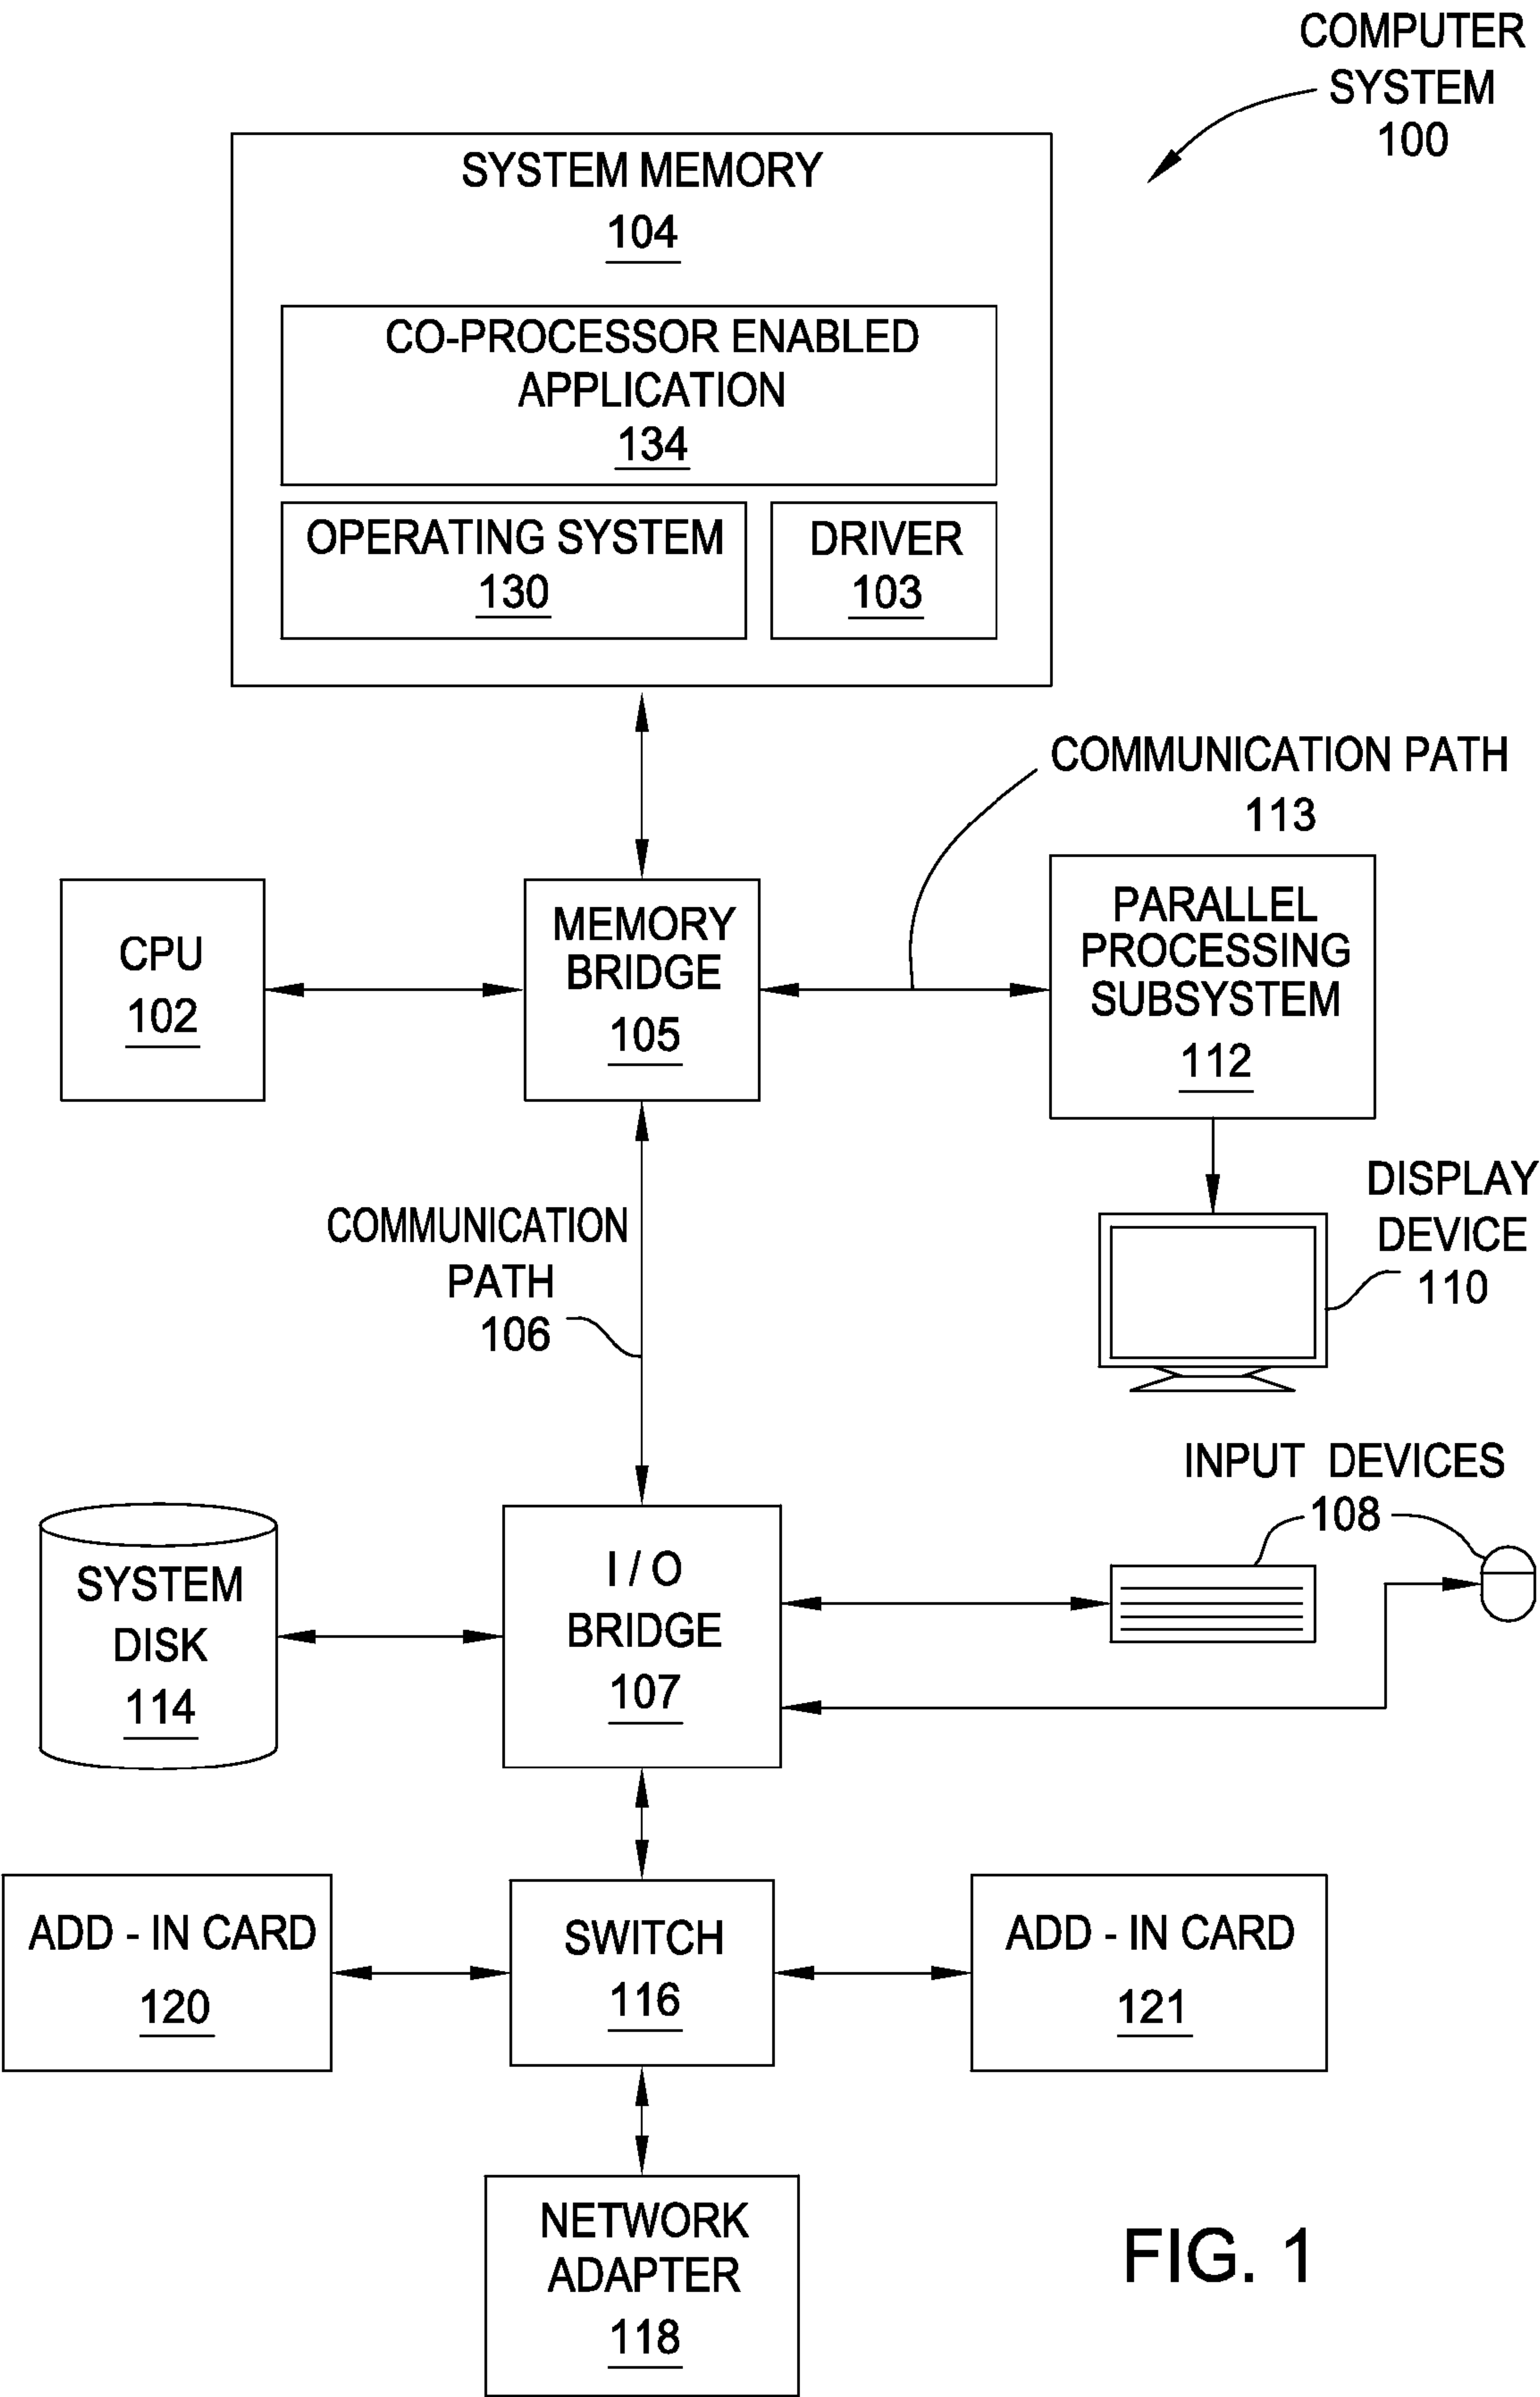 COMPUTER
SYSTEM
100
SYSTEM MEMORY
104
CO-PROCESSOR ENABLED
APPLICATION
134
OPERATING SYSTEM
130
DRIVER
103
COMMUNICATION PATH
113
CPU
102
MEMORY
BRIDGE
105
PARALLEL
PROCESSING
SUBSYSTEM
112
COMMUNICATION
PATH
106
DISPLAY
DEVICE
110
INPUT DEVICES
108
SYSTEM
DISK
114
I / O
BRIDGE
107
ADD - IN CARD
120
SWITCH
116
ADD - IN CARD
121
NETWORK
ADAPTER
118
FIG. 1